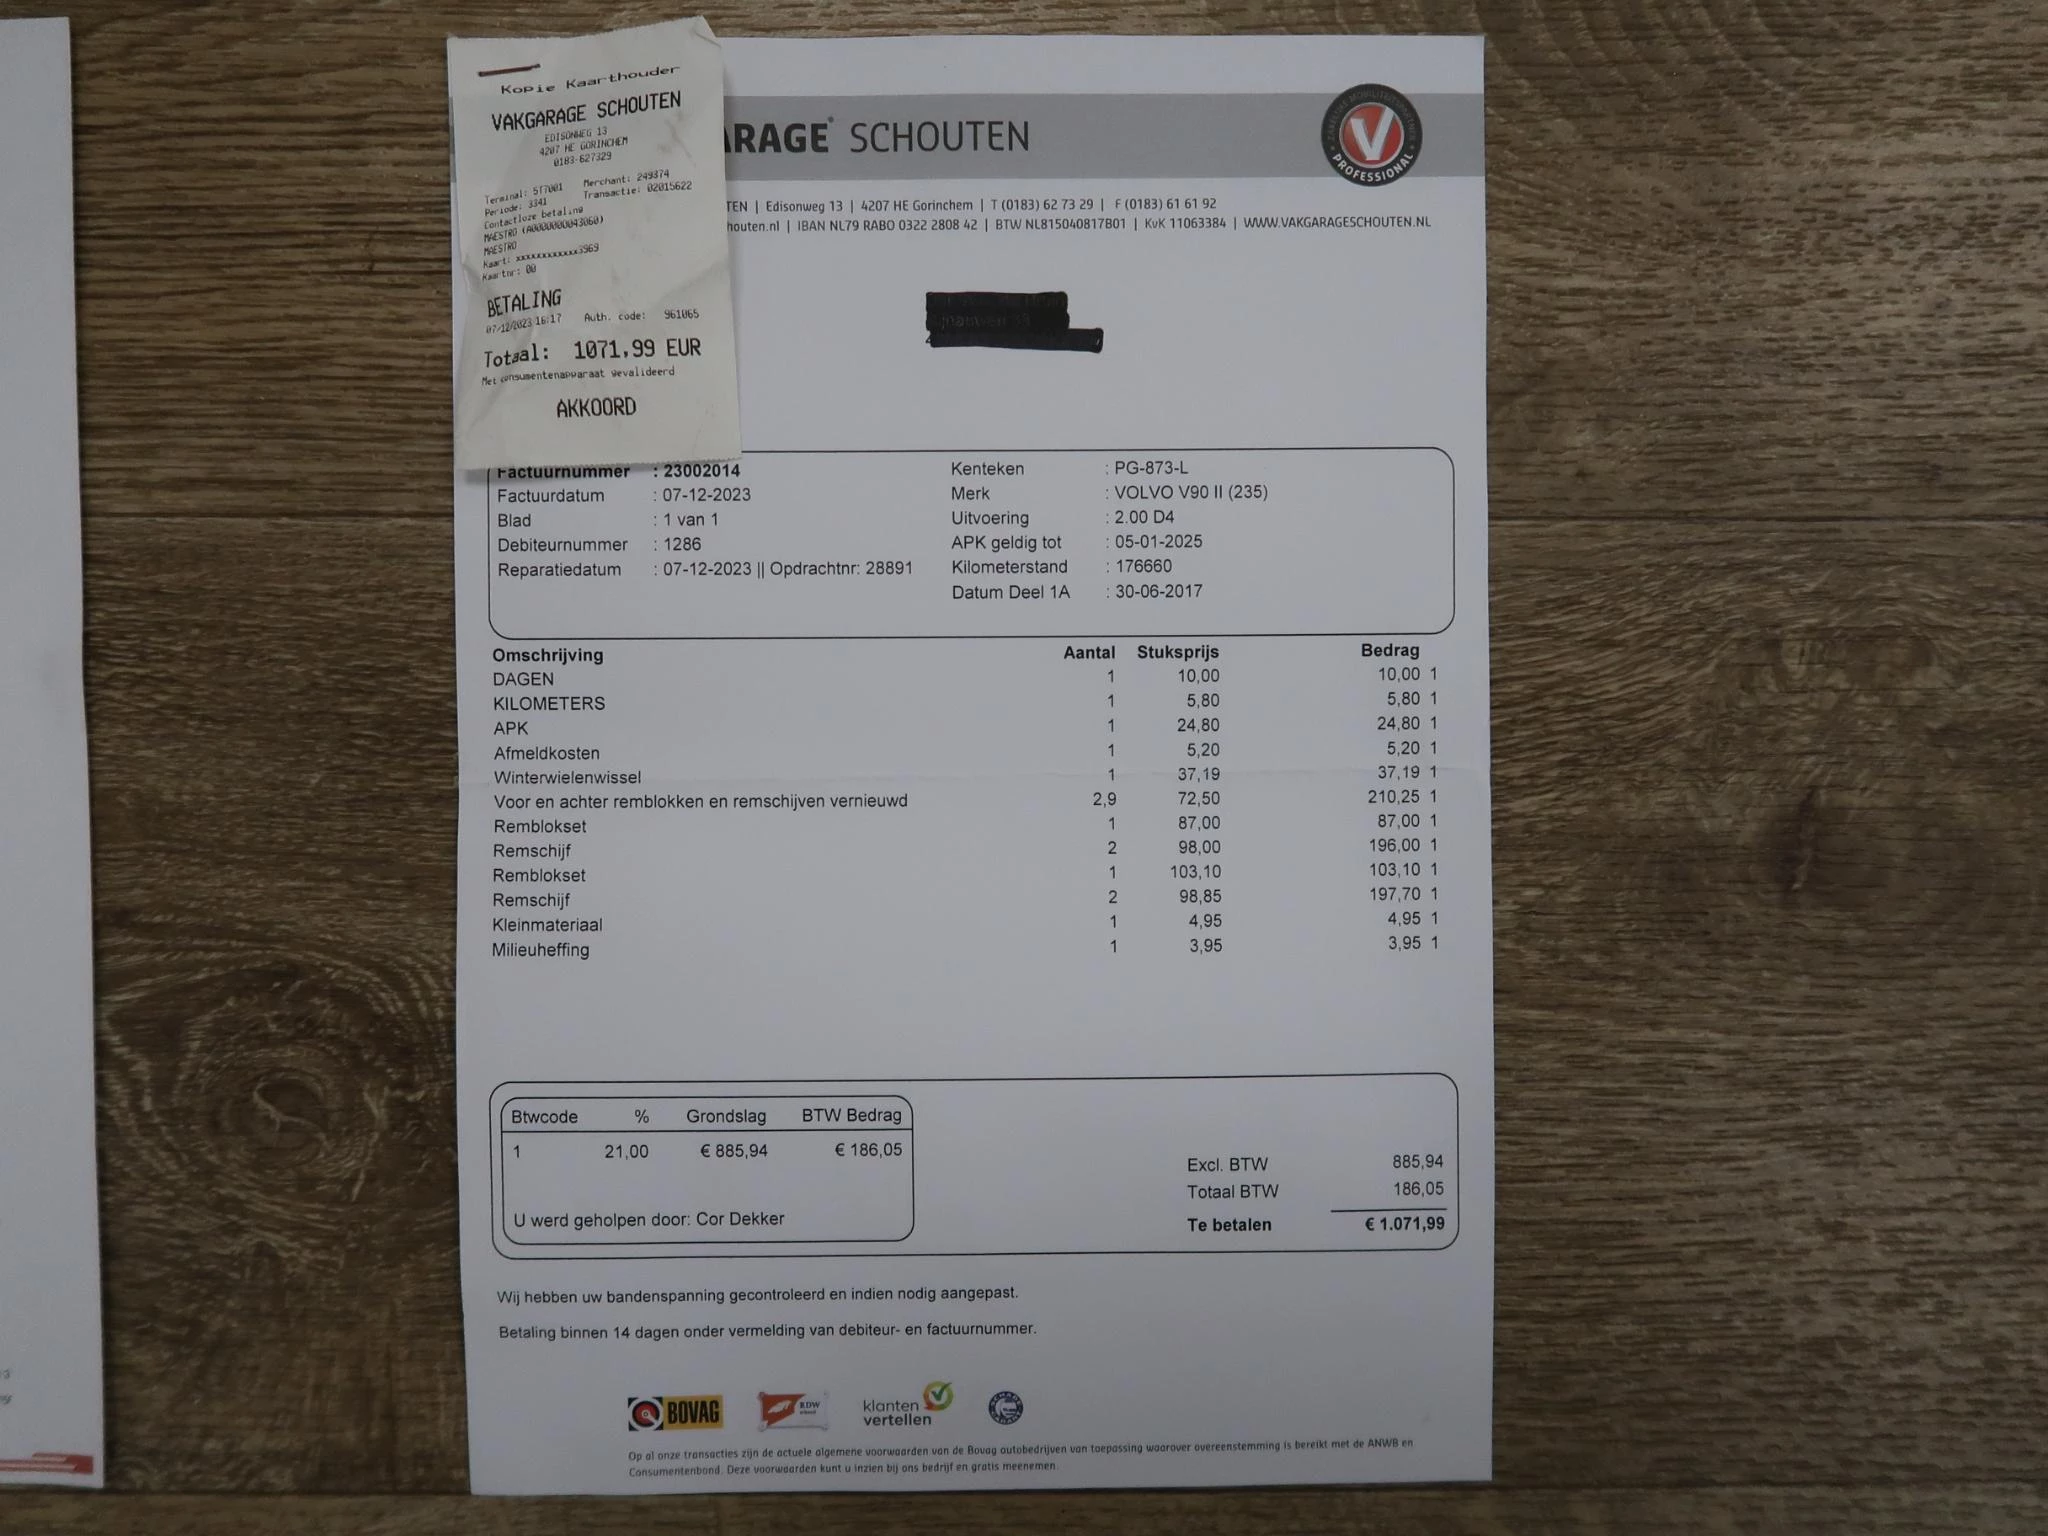 Kopie Kaarthouder
VAKGARAGE SCHOUTEN
EDISONWEG 13
4207 HE GORINCHEM
0183-627329
Terminal: 5T7001 Merchant: 249374
Periode: 3341 Transactie: 02015622
Contactloze betaling
MAESTRO (A0000000043060)
MAESTRO
Kaart: xxxxxxxxxxxx3969
Kaartnr: 00
BETALING
07/12/2023 16:17 Auth. code: 961065
Totaal: 1071,99 EUR
Met consumentenapparaat gevalideerd
AKKOORD
ARAGE SCHOUTEN
ZAKELIJKE MOBILITEITSPARTNER
V
PROFESSIONAL
TEN | Edisonweg 13 | 4207 HE Gorinchem | T (0183) 62 73 29 | F (0183) 61 61 92
houten.nl | IBAN NL79 RABO 0322 2808 42 | BTW NL815040817B01 | KvK 11063384 | WWW.VAKGARAGESCHOUTEN.NL
Factuurnummer : 23002014
Factuurdatum : 07-12-2023
Blad : 1 van 1
Debiteurnummer : 1286
Reparatiedatum : 07-12-2023 || Opdrachtnr: 28891
Kenteken : PG-873-L
Merk : VOLVO V90 II (235)
Uitvoering : 2.00 D4
APK geldig tot : 05-01-2025
Kilometerstand : 176660
Datum Deel 1A : 30-06-2017
Omschrijving Aantal Stuksprijs Bedrag
DAGEN 1 10,00 10,00 1
KILOMETERS 1 5,80 5,80 1
APK 1 24,80 24,80 1
Afmeldkosten 1 5,20 5,20 1
Winterwielenwissel 1 37,19 37,19 1
Voor en achter remblokken en remschijven vernieuwd 2,9 72,50 210,25 1
Remblokset 1 87,00 87,00 1
Remschijf 2 98,00 196,00 1
Remblokset 1 103,10 103,10 1
Remschijf 2 98,85 197,70 1
Kleinmateriaal 1 4,95 4,95 1
Milieuheffing 1 3,95 3,95 1
Btwcode % Grondslag BTW Bedrag
1 21,00 € 885,94 € 186,05
U werd geholpen door: Cor Dekker
Excl. BTW 885,94
Totaal BTW 186,05
Te betalen € 1.071,99
Wij hebben uw bandenspanning gecontroleerd en indien nodig aangepast.
Betaling binnen 14 dagen onder vermelding van debiteur- en factuurnummer.
BOVAG
RDW
klanten
vertellen
Op al onze transacties zijn de actuele algemene voorwaarden van de Bovag autobedrijven van toepassing waarover overeenstemming is bereikt met de ANWB en
Consumentenbond. Deze voorwaarden kunt u inzien bij ons bedrijf en gratis meenemen.